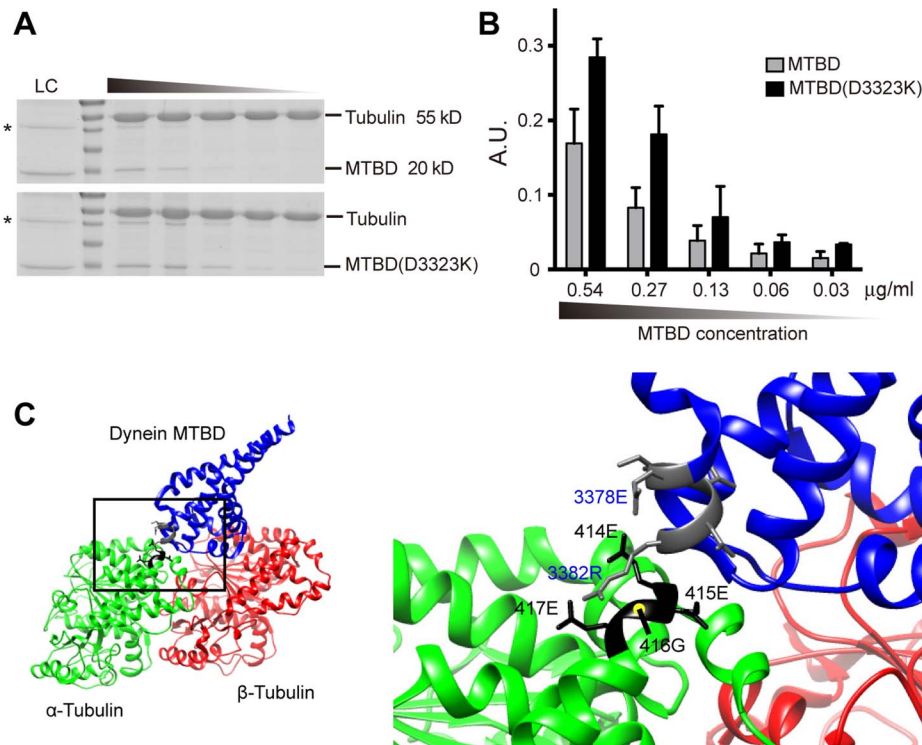 A
LC
*
Tubulin 55 kD
MTBD 20 kD
*
Tubulin
MTBD(D3323K)
B
0.3
0.2
0.1
0
A.U.
MTBD
MTBD(D3323K)
0.54 0.27 0.13 0.06 0.03 μg/ml
MTBD concentration
C
Dynein MTBD
α-Tubulin
β-Tubulin
3378E
414E
3382R
415E
417E
416G